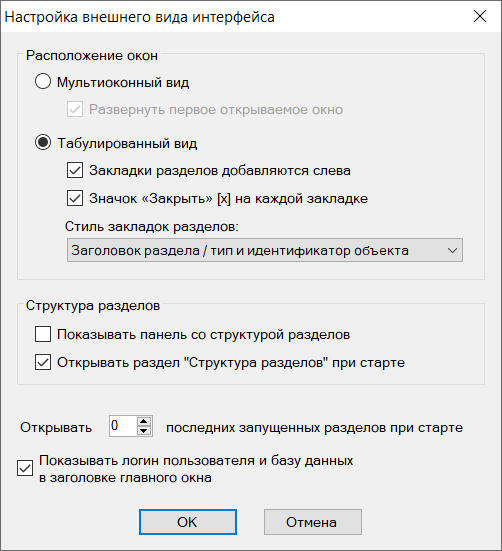 Настройка внешнего вида интерфейса
Расположение окон
Мультиоконный вид
Развернуть первое открываемое окно
Табулированный вид
Закладки разделов добавляются слева
Значок «Закрыть» [x] на каждой закладке
Стиль закладок разделов:
Заголовок раздела / тип и идентификатор объекта
Структура разделов
Показывать панель со структурой разделов
Открывать раздел "Структура разделов" при старте
Открывать 0 последних запущенных разделов при старте
Показывать логин пользователя и базу данных
в заголовке главного окна
OK Отмена